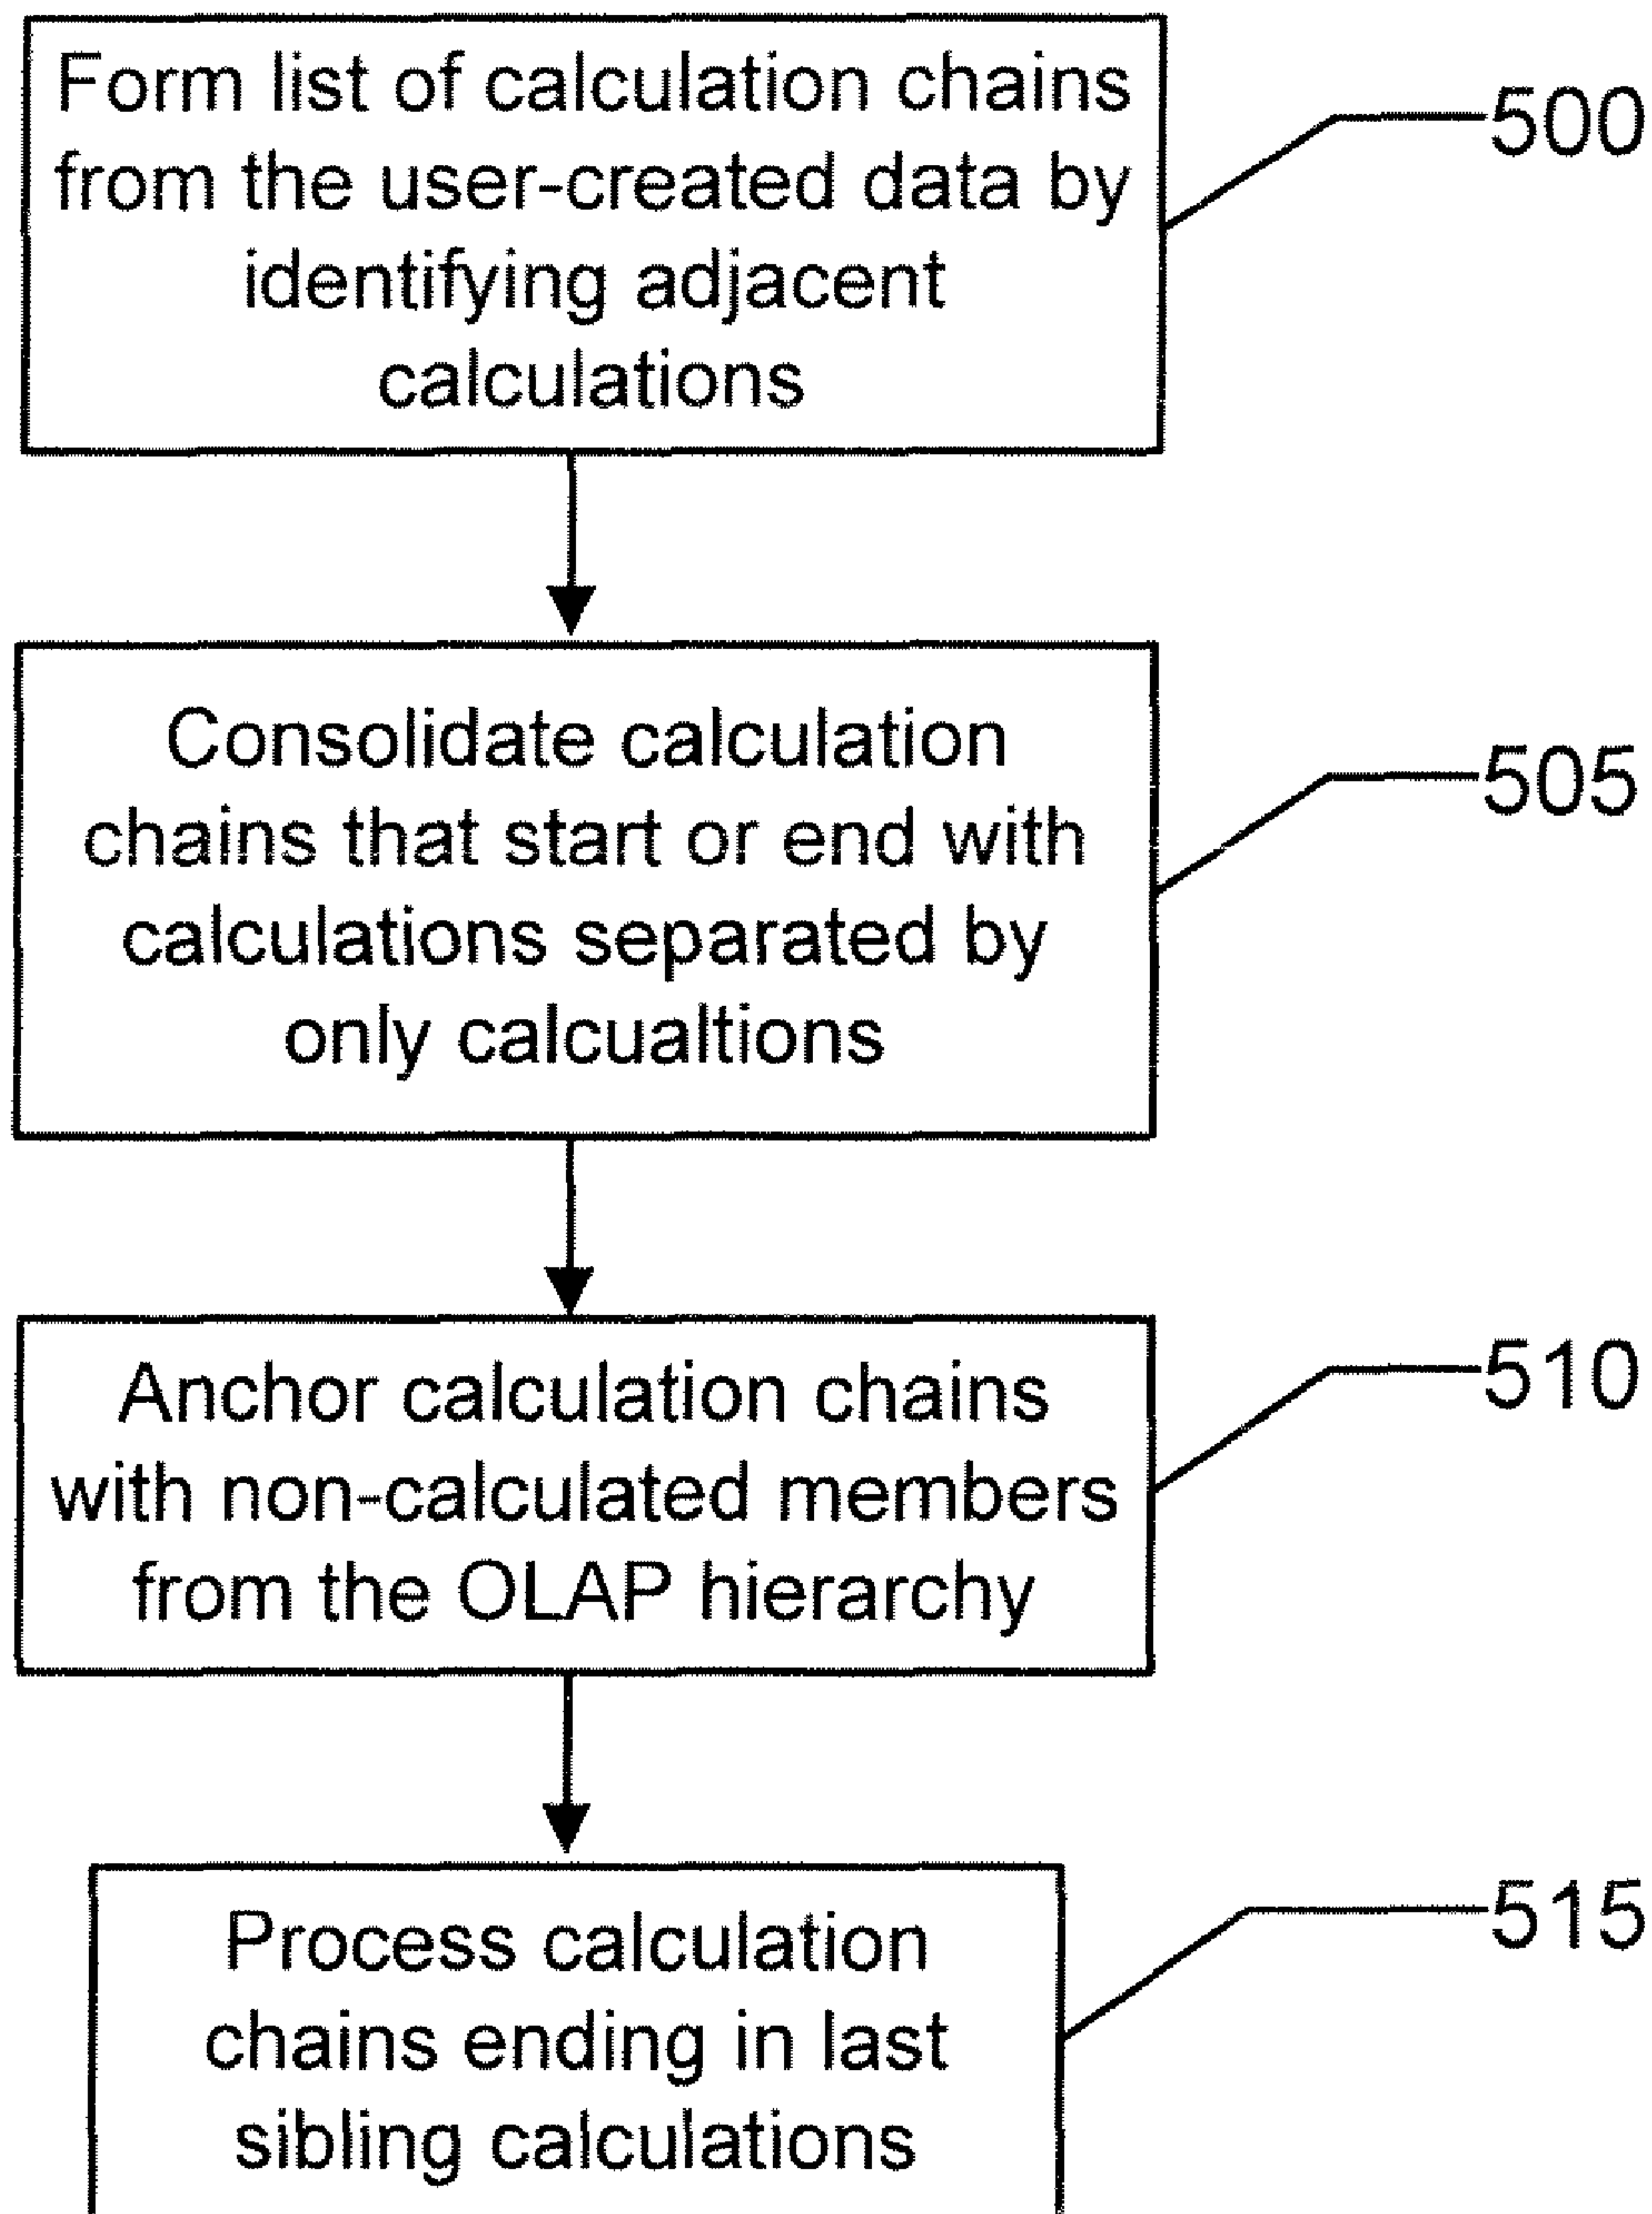 Form list of calculation chains
from the user-created data by
identifying adjacent
calculations
500
Consolidate calculation
chains that start or end with
calculations separated by
only calcualtions
505
Anchor calculation chains
with non-calculated members
from the OLAP hierarchy
510
Process calculation
chains ending in last
sibling calculations
515